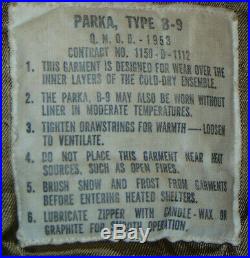 PARKA, TYPE B-9
Q.M.O.D. - 1953
CONTRACT NO. 1150-D-1112
1. THIS GARMENT IS DESIGNED FOR WEAR OVER THE
INNER LAYERS OF THE COLD-DRY ENSEMBLE.
2. THE PARKA, B-9 MAY ALSO BE WORN WITHOUT
LINER IN MODERATE TEMPERATURES.
3. TIGHTEN DRAWSTRINGS FOR WARMTH — LOOSEN
TO VENTILATE.
4. DO NOT PLACE THIS GARMENT NEAR HEAT
SOURCES, SUCH AS OPEN FIRES.
5. BRUSH SNOW AND FROST FROM GARMENTS
BEFORE ENTERING HEATED SHELTERS.
6. LUBRICATE ZIPPER WITH CANDLE-WAX OR
GRAPHITE FOR OPERATION.